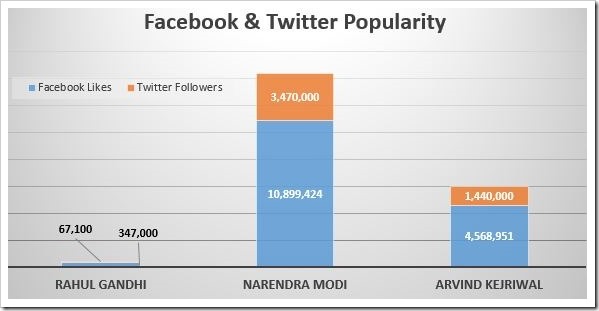 Facebook & Twitter Popularity
Facebook Likes Twitter Followers
3,470,000
10,899,424
1,440,000
4,568,951
67,100 347,000
RAHUL GANDHI NARENDRA MODI ARVIND KEJRIWAL